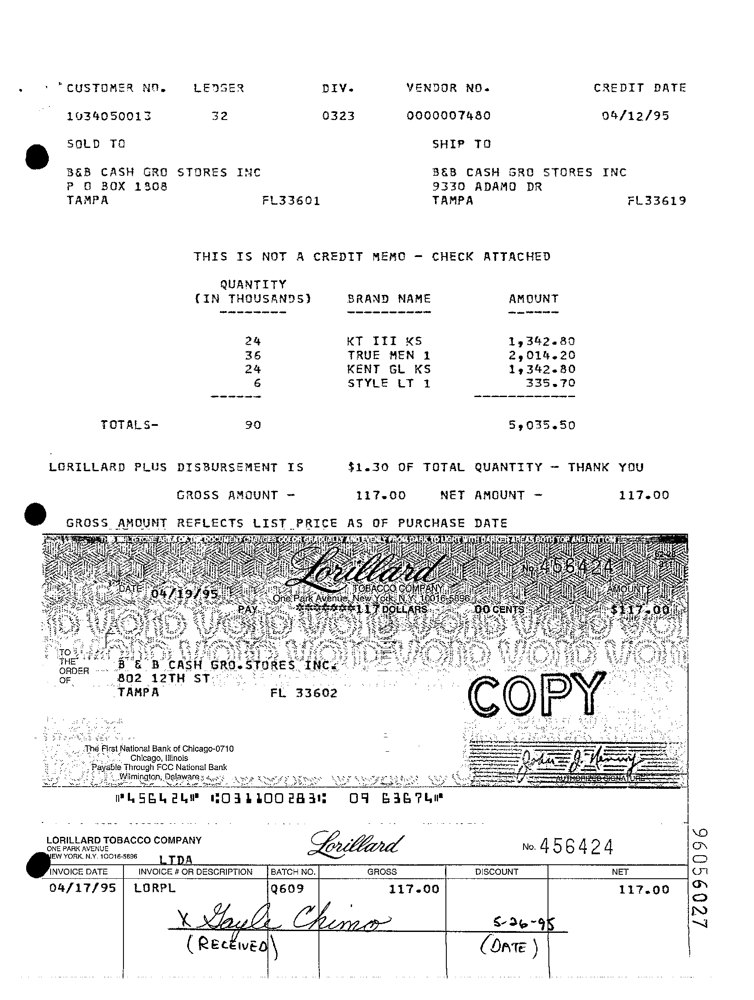 CUSTOMER NO. LEDGER DIV. VENDOR NO. CREDIT DATE
1034050013 32 0323 0000007480 04/12/95
SOLD TO SHIP TO
B&B CASH GRO STORES INC B&B CASH GRO STORES INC
P O BOX 1308 9330 ADAMO DR
TAMPA FL33601 TAMPA FL33619
THIS IS NOT A CREDIT MEMO - CHECK ATTACHED
QUANTITY
(IN THOUSANDS) BRAND NAME AMOUNT
24 KT III KS 1,342.80
36 TRUE MEN 1 2,014.20
24 KENT GL KS 1,342.80
6 STYLE LT 1 335.70
TOTALS- 90 5,035.50
LORILLARD PLUS DISBURSEMENT IS $1.30 OF TOTAL QUANTITY - THANK YOU
GROSS AMOUNT - 117.00 NET AMOUNT - 117.00
GROSS AMOUNT REFLECTS LIST PRICE AS OF PURCHASE DATE
Lorillard No. 456424
TOBACCO COMPANY
DATE 04/19/95 One Park Avenue, New York, N.Y. 10016-5896 AMOUNT
PAY *******117 DOLLARS 00 CENTS $117.00
VOID VOID VOID VOID
TO THE ORDER OF
B & B CASH GRO.STORES INC.
802 12TH ST
TAMPA FL 33602
COPY
The First National Bank of Chicago-0710
Chicago, Illinois
Payable Through FCC National Bank
Wilmington, Delaware
John J. Henning
AUTHORIZED SIGNATURE
⑈456424⑈ ⑆031100283⑆ 09 63674⑈
LORILLARD TOBACCO COMPANY Lorillard No. 456424
ONE PARK AVENUE
NEW YORK, N.Y. 10016-5896 LTDA
INVOICE DATE INVOICE # OR DESCRIPTION BATCH NO. GROSS DISCOUNT NET
04/17/95 LORPL Q609 117.00 117.00
X Gayle Chimo 5-26-95
(RECEIVED) (DATE)
96056027